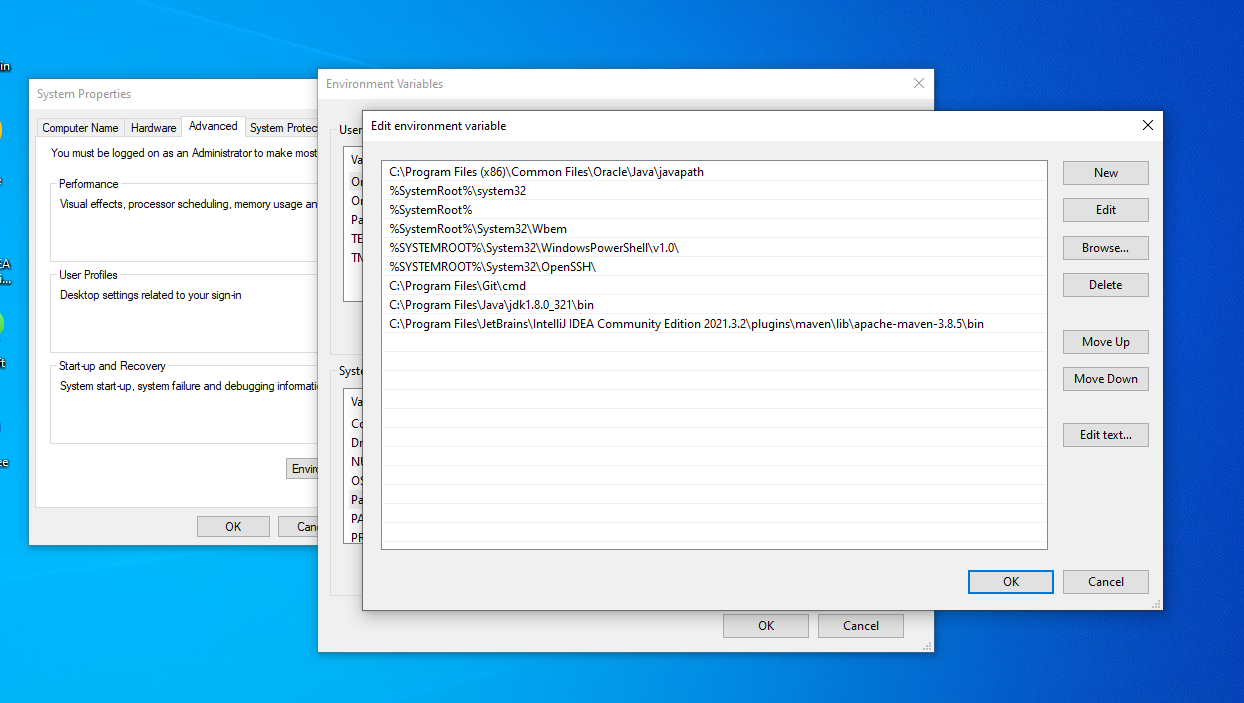 System Properties
Computer Name
Hardware
Advanced
System Protec
You must be logged on as an Administrator to make most
Performance
Visual effects, processor scheduling, memory usage an
User Profiles
Desktop settings related to your sign-in
Start-up and Recovery
System start-up, system failure and debugging informati
Envir
OK
Can
Environment Variables
User
Va
On
On
Pa
TE
TM
Syste
Va
Co
Dr
NU
OS
Pa
PA
PR
OK
Cancel
Edit environment variable
C:\Program Files (x86)\Common Files\Oracle\Java\javapath
%SystemRoot%\system32
%SystemRoot%
%SystemRoot%\System32\Wbem
%SYSTEMROOT%\System32\WindowsPowerShell\v1.0\
%SYSTEMROOT%\System32\OpenSSH\
C:\Program Files\Git\cmd
C:\Program Files\Java\jdk1.8.0_321\bin
C:\Program Files\JetBrains\IntelliJ IDEA Community Edition 2021.3.2\plugins\maven\lib\apache-maven-3.8.5\bin
New
Edit
Browse...
Delete
Move Up
Move Down
Edit text...
OK
Cancel